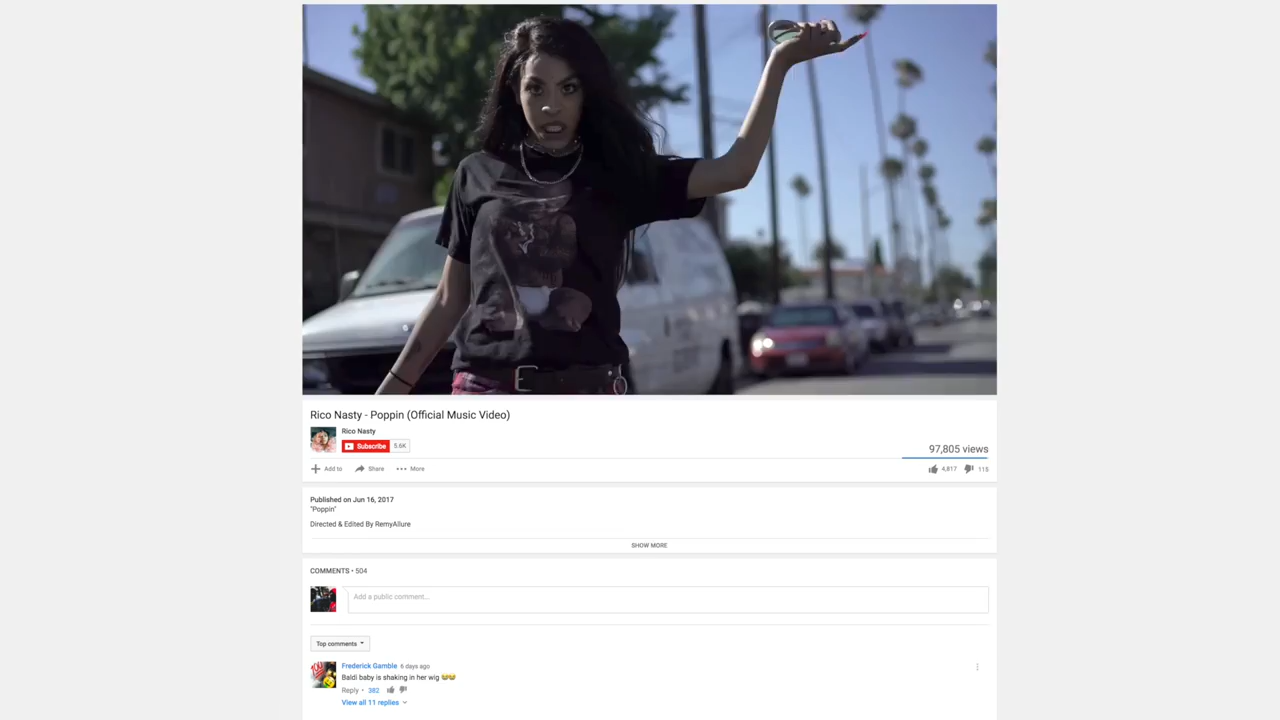 Rico Nasty - Poppin (Official Music Video)
Rico Nasty
Subscribe 5.6K
97,805 views
Add to Share More
4,817 115
Published on Jun 16, 2017
"Poppin"
Directed & Edited By RemyAllure
SHOW MORE
COMMENTS • 504
Add a public comment...
Top comments
Frederick Gamble 6 days ago
Baldi baby is shaking in her wig 😂😂
Reply • 382
View all 11 replies